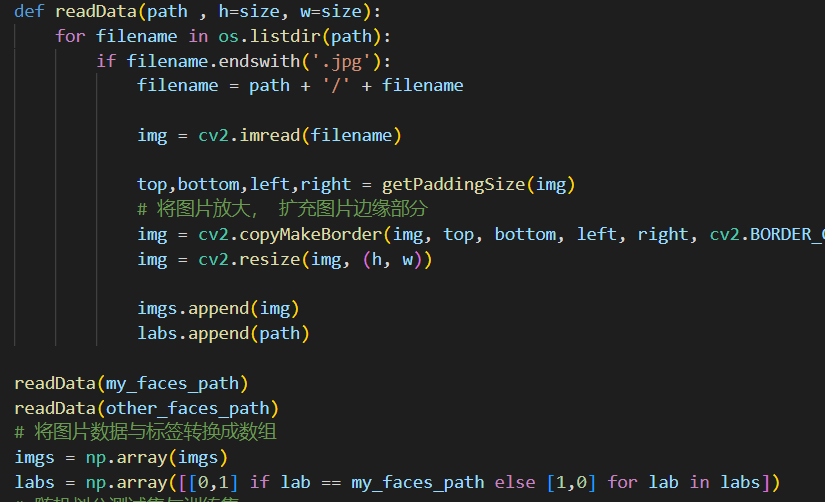 def readData(path , h=size, w=size):
    for filename in os.listdir(path):
        if filename.endswith('.jpg'):
            filename = path + '/' + filename

            img = cv2.imread(filename)

            top,bottom,left,right = getPaddingSize(img)
            # 将图片放大， 扩充图片边缘部分
            img = cv2.copyMakeBorder(img, top, bottom, left, right, cv2.BORDER_
            img = cv2.resize(img, (h, w))

            imgs.append(img)
            labs.append(path)

readData(my_faces_path)
readData(other_faces_path)
# 将图片数据与标签转换成数组
imgs = np.array(imgs)
labs = np.array([[0,1] if lab == my_faces_path else [1,0] for lab in labs])